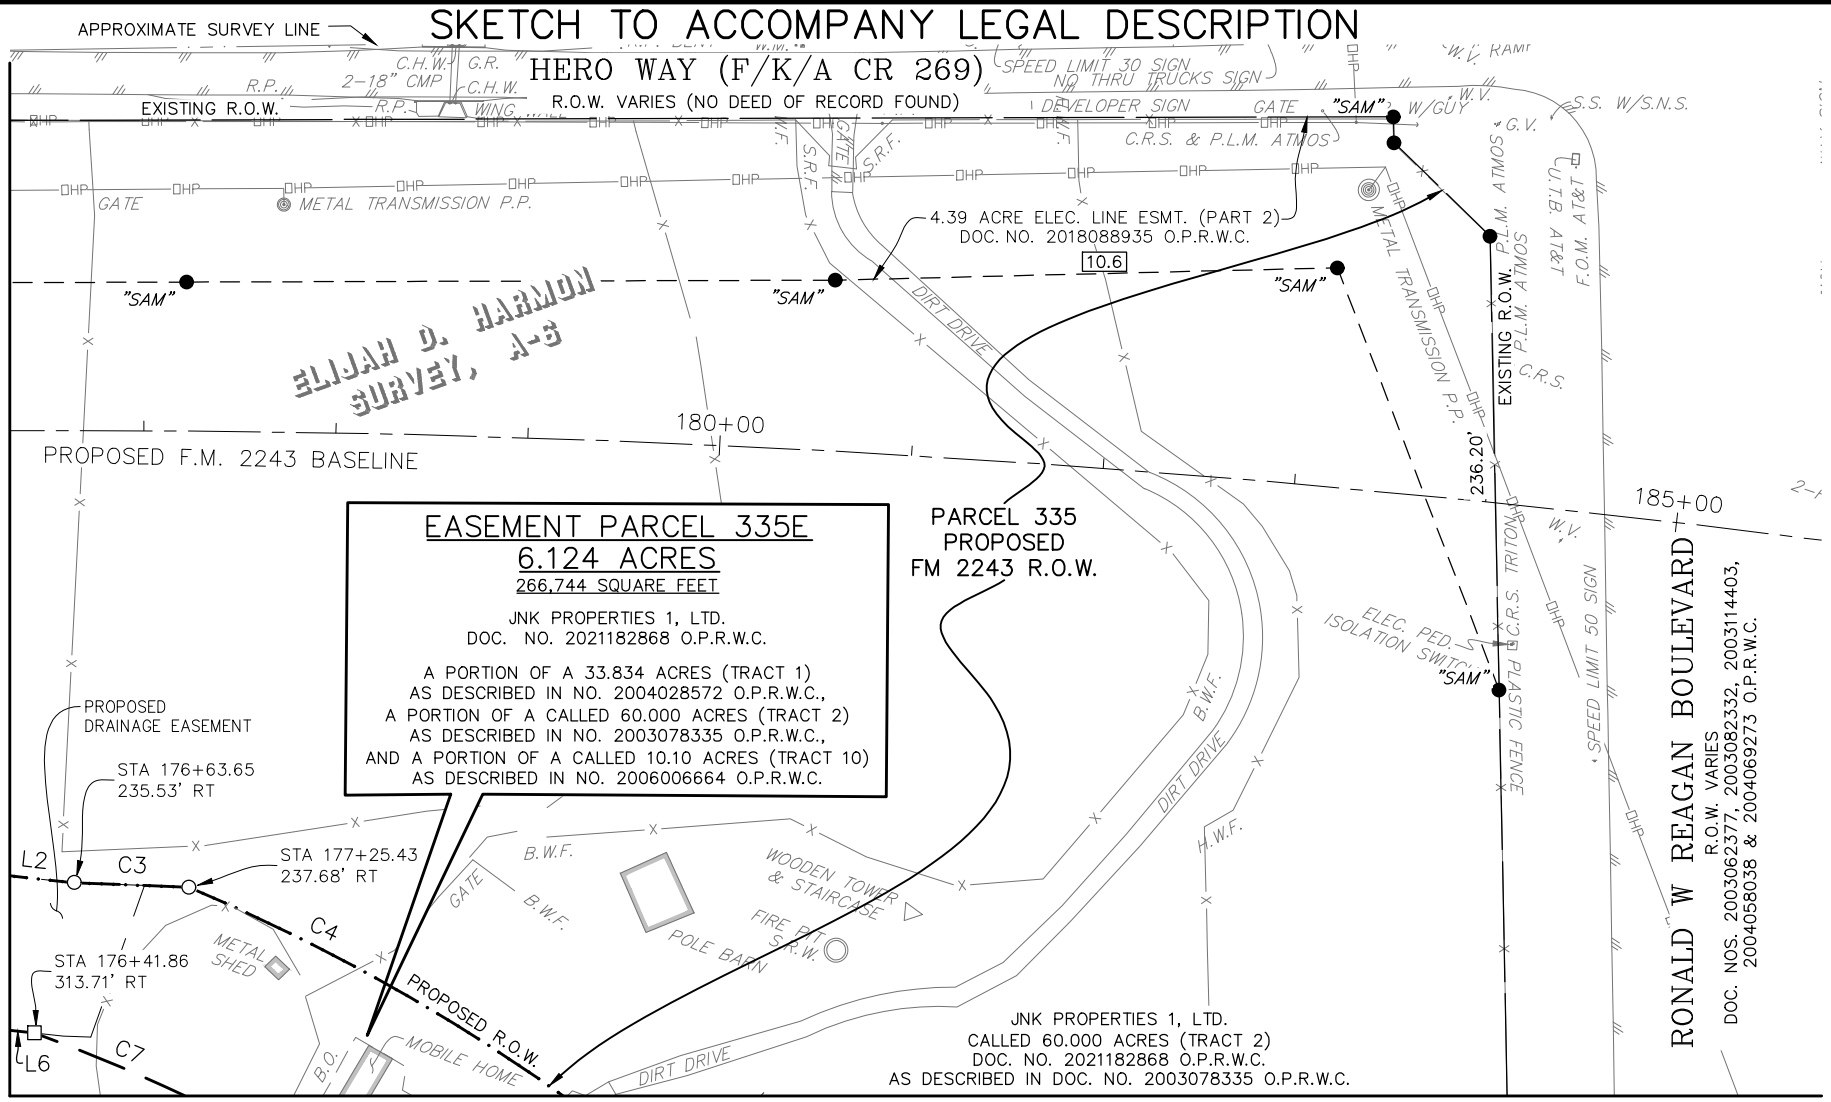 SKETCH TO ACCOMPANY LEGAL DESCRIPTION
APPROXIMATE SURVEY LINE
C.H.W.
G.R.
2-18" CMP
C.H.W.
R.P.
R.P.
WING
HERO WAY (F/K/A CR 269)
R.O.W. VARIES (NO DEED OF RECORD FOUND)
EXISTING R.O.W.
SPEED LIMIT 30 SIGN
NO THRU TRUCKS SIGN
DEVELOPER SIGN
GATE
"SAM"
W/GUY
W.V.
W.V. RAMP
S.S. W/S.N.S.
G.V.
C.R.S. & P.L.M. ATMOS
OHP
W.F.
S.R.F.
GATE
S.R.F.
GATE
METAL TRANSMISSION P.P.
4.39 ACRE ELEC. LINE ESMT. (PART 2)
DOC. NO. 2018088935 O.P.R.W.C.
10.6
"SAM"
"SAM"
"SAM"
METAL TRANSMISSION P.P.
P.L.M. ATMOS
P.L.M. ATMOS
P.L.M. ATMOS
U.T.B. AT&T
F.O.M. AT&T
EXISTING R.O.W.
C.R.S.
236.20'
ELIJAH D. HARMON
SURVEY, A-6
DIRT DRIVE
180+00
PROPOSED F.M. 2243 BASELINE
185+00
W.V.
EASEMENT PARCEL 335E
6.124 ACRES
266,744 SQUARE FEET
JNK PROPERTIES 1, LTD.
DOC. NO. 2021182868 O.P.R.W.C.
A PORTION OF A 33.834 ACRES (TRACT 1)
AS DESCRIBED IN NO. 2004028572 O.P.R.W.C.,
A PORTION OF A CALLED 60.000 ACRES (TRACT 2)
AS DESCRIBED IN NO. 2003078335 O.P.R.W.C.,
AND A PORTION OF A CALLED 10.10 ACRES (TRACT 10)
AS DESCRIBED IN NO. 2006006664 O.P.R.W.C.
PARCEL 335
PROPOSED
FM 2243 R.O.W.
ELEC. PED.
ISOLATION SWITCH
"SAM"
C.R.S. TRITON
PLASTIC FENCE
SPEED LIMIT 50 SIGN
RONALD W REAGAN BOULEVARD
R.O.W. VARIES
DOC. NOS. 2003062377, 2003082332, 2003114403,
2004058038 & 2004069273 O.P.R.W.C.
PROPOSED
DRAINAGE EASEMENT
STA 176+63.65
235.53' RT
L2
C3
STA 177+25.43
237.68' RT
C4
STA 176+41.86
313.71' RT
L6
C7
METAL
SHED
B.W.F.
GATE
B.W.F.
POLE BARN
WOODEN TOWER
& STAIRCASE
FIRE PIT
S.R.W.
B.W.F.
H.W.F.
DIRT DRIVE
PROPOSED R.O.W.
B.O.
MOBILE HOME
DIRT DRIVE
JNK PROPERTIES 1, LTD.
CALLED 60.000 ACRES (TRACT 2)
DOC. NO. 2021182868 O.P.R.W.C.
AS DESCRIBED IN DOC. NO. 2003078335 O.P.R.W.C.